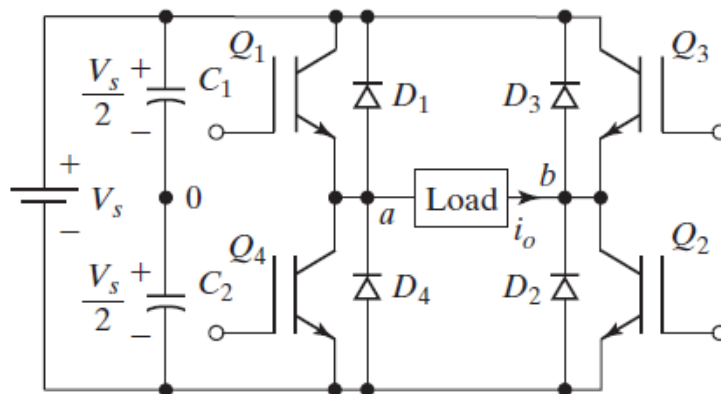 Q1
Q3
+
Vs/2
−
C1
D1
D3
+
Vs
−
0
a
Load
b
io
Q4
Q2
+
Vs/2
−
C2
D4
D2